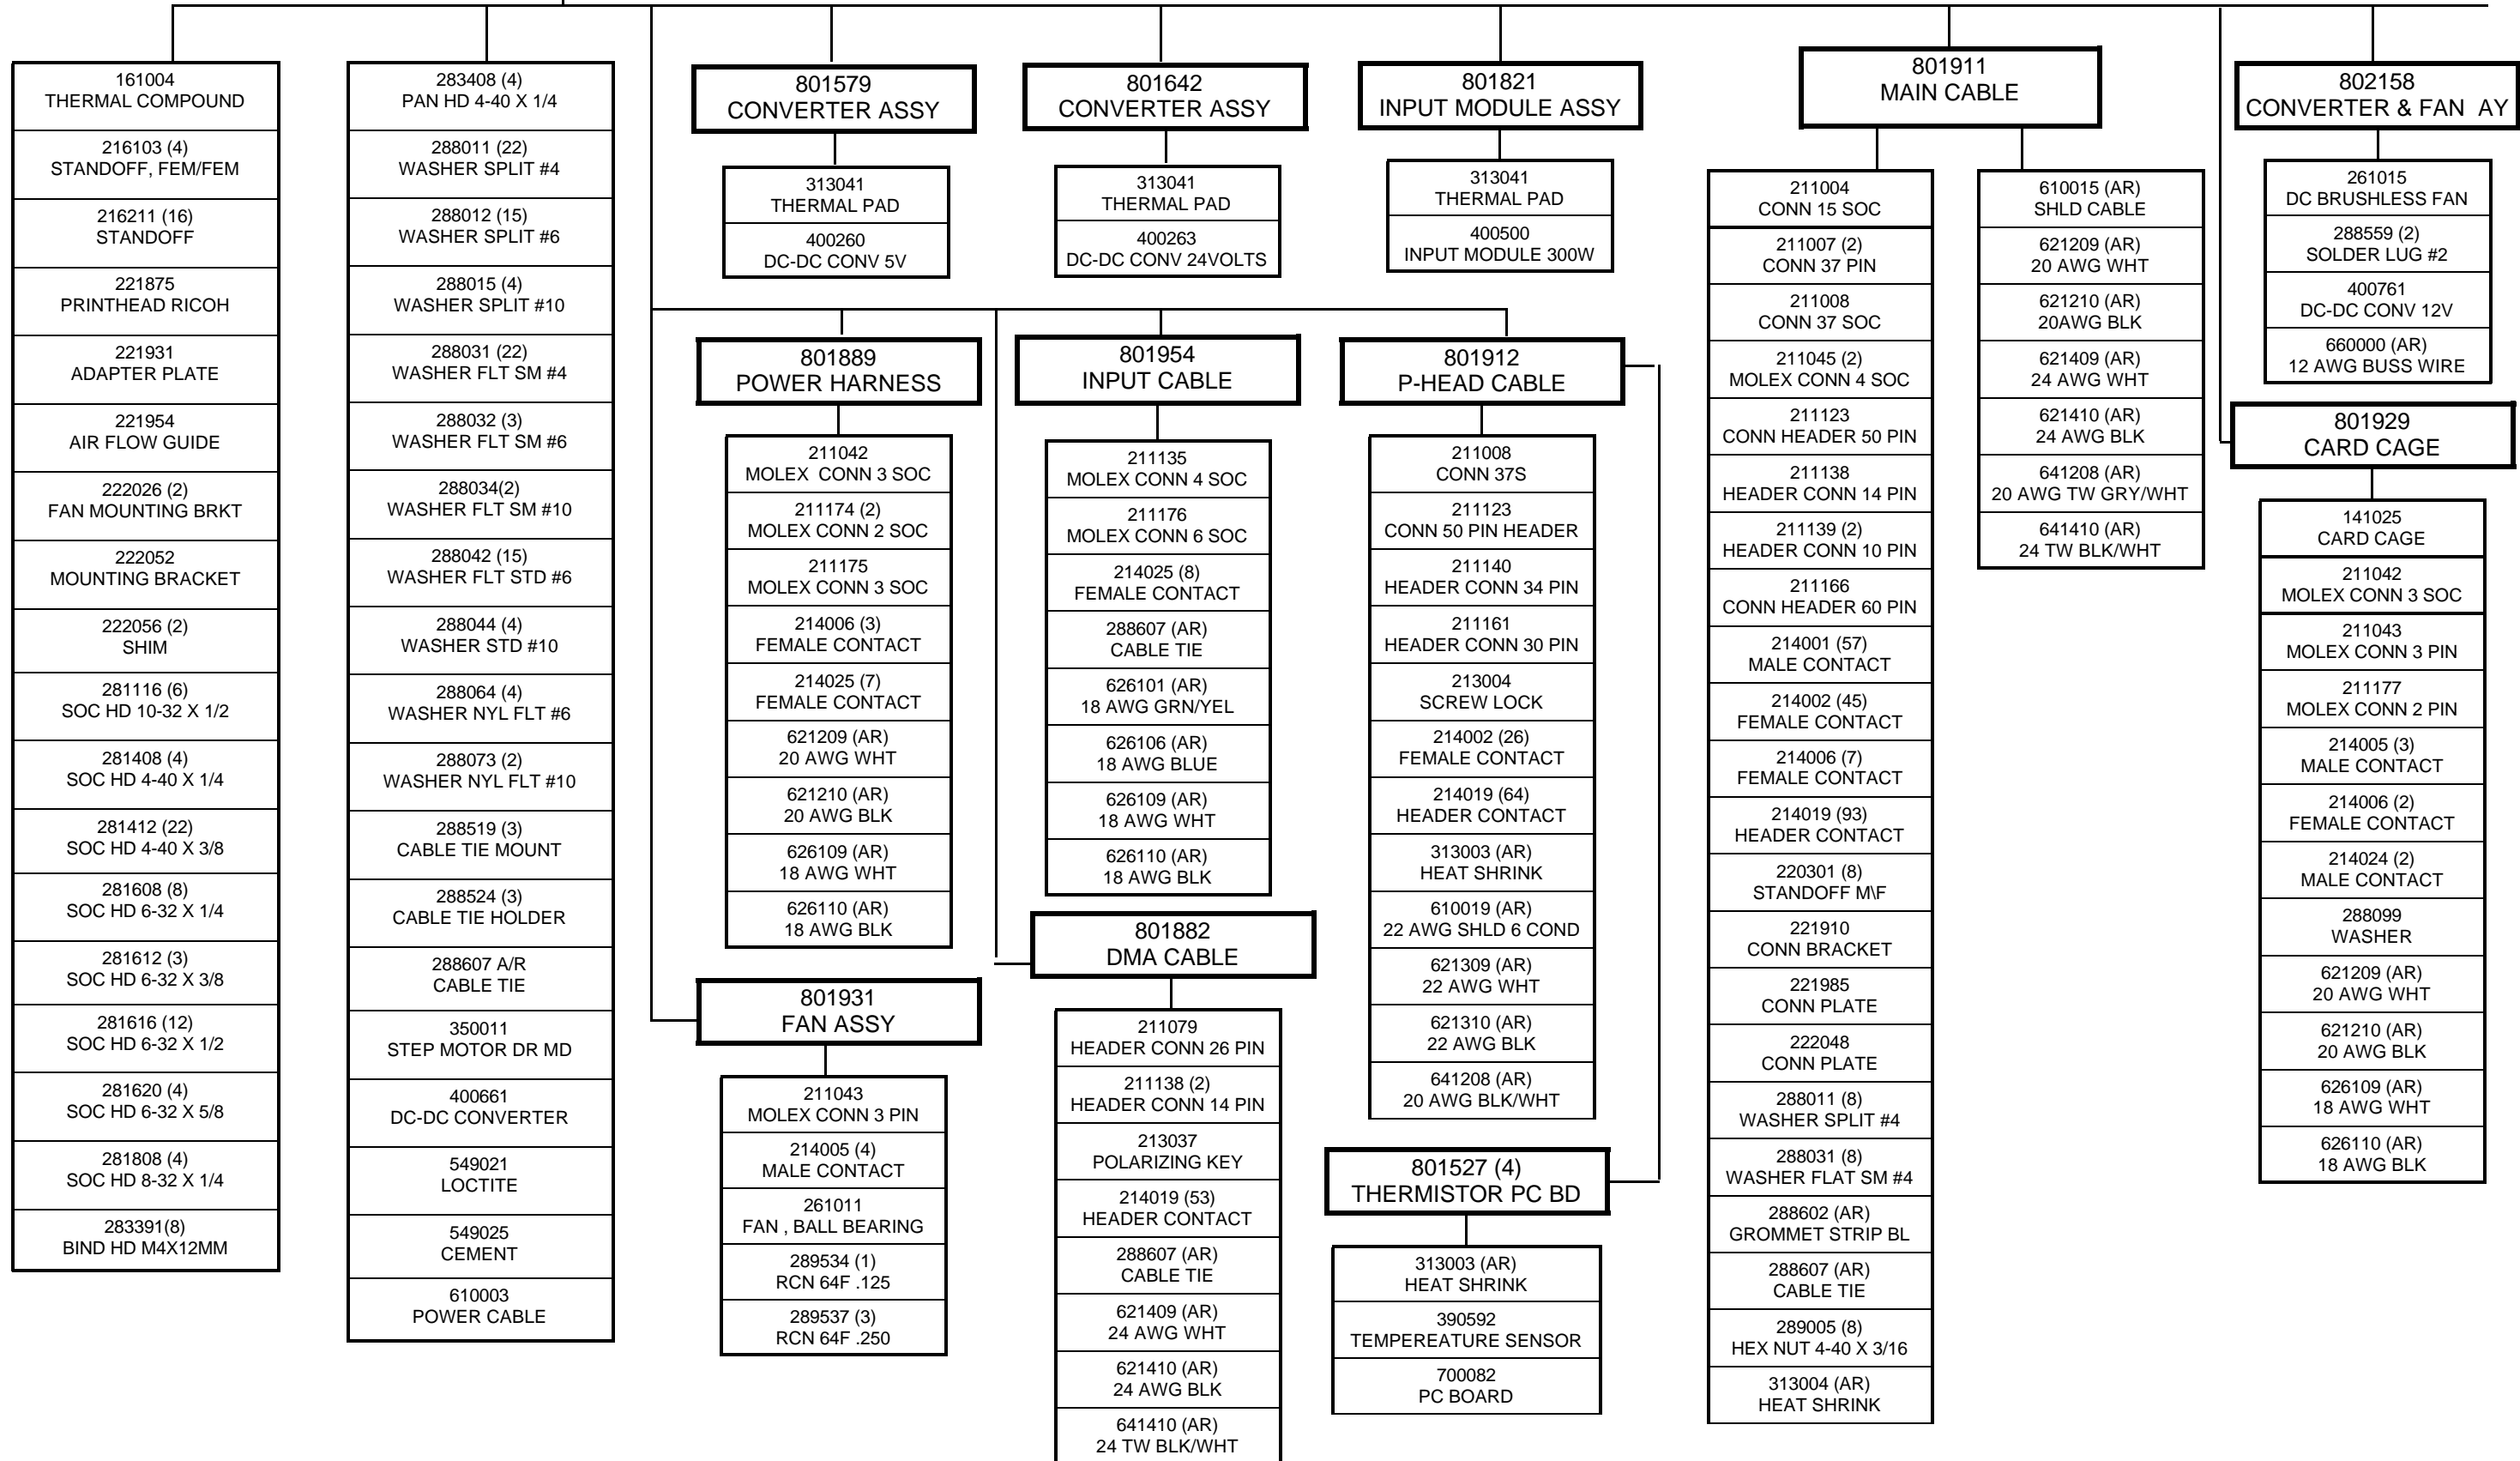 161004
THERMAL COMPOUND
216103 (4)
STANDOFF, FEM/FEM
216211 (16)
STANDOFF
221875
PRINTHEAD RICOH
221931
ADAPTER PLATE
221954
AIR FLOW GUIDE
222026 (2)
FAN MOUNTING BRKT
222052
MOUNTING BRACKET
222056 (2)
SHIM
281116 (6)
SOC HD 10-32 X 1/2
281408 (4)
SOC HD 4-40 X 1/4
281412 (22)
SOC HD 4-40 X 3/8
281608 (8)
SOC HD 6-32 X 1/4
281612 (3)
SOC HD 6-32 X 3/8
281616 (12)
SOC HD 6-32 X 1/2
281620 (4)
SOC HD 6-32 X 5/8
281808 (4)
SOC HD 8-32 X 1/4
283391(8)
BIND HD M4X12MM
283408 (4)
PAN HD 4-40 X 1/4
288011 (22)
WASHER SPLIT #4
288012 (15)
WASHER SPLIT #6
288015 (4)
WASHER SPLIT #10
288031 (22)
WASHER FLT SM #4
288032 (3)
WASHER FLT SM #6
288034(2)
WASHER FLT SM #10
288042 (15)
WASHER FLT STD #6
288044 (4)
WASHER STD #10
288064 (4)
WASHER NYL FLT #6
288073 (2)
WASHER NYL FLT #10
288519 (3)
CABLE TIE MOUNT
288524 (3)
CABLE TIE HOLDER
288607 A/R
CABLE TIE
350011
STEP MOTOR DR MD
400661
DC-DC CONVERTER
549021
LOCTITE
549025
CEMENT
610003
POWER CABLE
801579
CONVERTER ASSY
313041
THERMAL PAD
400260
DC-DC CONV 5V
801642
CONVERTER ASSY
313041
THERMAL PAD
400263
DC-DC CONV 24VOLTS
801821
INPUT MODULE ASSY
313041
THERMAL PAD
400500
INPUT MODULE 300W
801889
POWER HARNESS
211042
MOLEX  CONN 3 SOC
211174 (2)
MOLEX CONN 2 SOC
211175
MOLEX CONN 3 SOC
214006 (3)
FEMALE CONTACT
214025 (7)
FEMALE CONTACT
621209 (AR)
20 AWG WHT
621210 (AR)
20 AWG BLK
626109 (AR)
18 AWG WHT
626110 (AR)
18 AWG BLK
801931
FAN ASSY
211043
MOLEX CONN 3 PIN
214005 (4)
MALE CONTACT
261011
FAN , BALL BEARING
289534 (1)
RCN 64F .125
289537 (3)
RCN 64F .250
801954
INPUT CABLE
211135
MOLEX CONN 4 SOC
211176
MOLEX CONN 6 SOC
214025 (8)
FEMALE CONTACT
288607 (AR)
CABLE TIE
626101 (AR)
18 AWG GRN/YEL
626106 (AR)
18 AWG BLUE
626109 (AR)
18 AWG WHT
626110 (AR)
18 AWG BLK
801882
DMA CABLE
211079
HEADER CONN 26 PIN
211138 (2)
HEADER CONN 14 PIN
213037
POLARIZING KEY
214019 (53)
HEADER CONTACT
288607 (AR)
CABLE TIE
621409 (AR)
24 AWG WHT
621410 (AR)
24 AWG BLK
641410 (AR)
24 TW BLK/WHT
801912
P-HEAD CABLE
211008
CONN 37S
211123
CONN 50 PIN HEADER
211140
HEADER CONN 34 PIN
211161
HEADER CONN 30 PIN
213004
SCREW LOCK
214002 (26)
FEMALE CONTACT
214019 (64)
HEADER CONTACT
313003 (AR)
HEAT SHRINK
610019 (AR)
22 AWG SHLD 6 COND
621309 (AR)
22 AWG WHT
621310 (AR)
22 AWG BLK
641208 (AR)
20 AWG BLK/WHT
801527 (4)
THERMISTOR PC BD
313003 (AR)
HEAT SHRINK
390592
TEMPEREATURE SENSOR
700082
PC BOARD
801911
MAIN CABLE
211004
CONN 15 SOC
211007 (2)
CONN 37 PIN
211008
CONN 37 SOC
211045 (2)
MOLEX CONN 4 SOC
211123
CONN HEADER 50 PIN
211138
HEADER CONN 14 PIN
211139 (2)
HEADER CONN 10 PIN
211166
CONN HEADER 60 PIN
214001 (57)
MALE CONTACT
214002 (45)
FEMALE CONTACT
214006 (7)
FEMALE CONTACT
214019 (93)
HEADER CONTACT
220301 (8)
STANDOFF M\F
221910
CONN BRACKET
221985
CONN PLATE
222048
CONN PLATE
288011 (8)
WASHER SPLIT #4
288031 (8)
WASHER FLAT SM #4
288602 (AR)
GROMMET STRIP BL
288607 (AR)
CABLE TIE
289005 (8)
HEX NUT 4-40 X 3/16
313004 (AR)
HEAT SHRINK
610015 (AR)
SHLD CABLE
621209 (AR)
20 AWG WHT
621210 (AR)
20AWG BLK
621409 (AR)
24 AWG WHT
621410 (AR)
24 AWG BLK
641208 (AR)
20 AWG TW GRY/WHT
641410 (AR)
24 TW BLK/WHT
802158
CONVERTER & FAN  AY
261015
DC BRUSHLESS FAN
288559 (2)
SOLDER LUG #2
400761
DC-DC CONV 12V
660000 (AR)
12 AWG BUSS WIRE
801929
CARD CAGE
141025
CARD CAGE
211042
MOLEX CONN 3 SOC
211043
MOLEX CONN 3 PIN
211177
MOLEX CONN 2 PIN
214005 (3)
MALE CONTACT
214006 (2)
FEMALE CONTACT
214024 (2)
MALE CONTACT
288099
WASHER
621209 (AR)
20 AWG WHT
621210 (AR)
20 AWG BLK
626109 (AR)
18 AWG WHT
626110 (AR)
18 AWG BLK